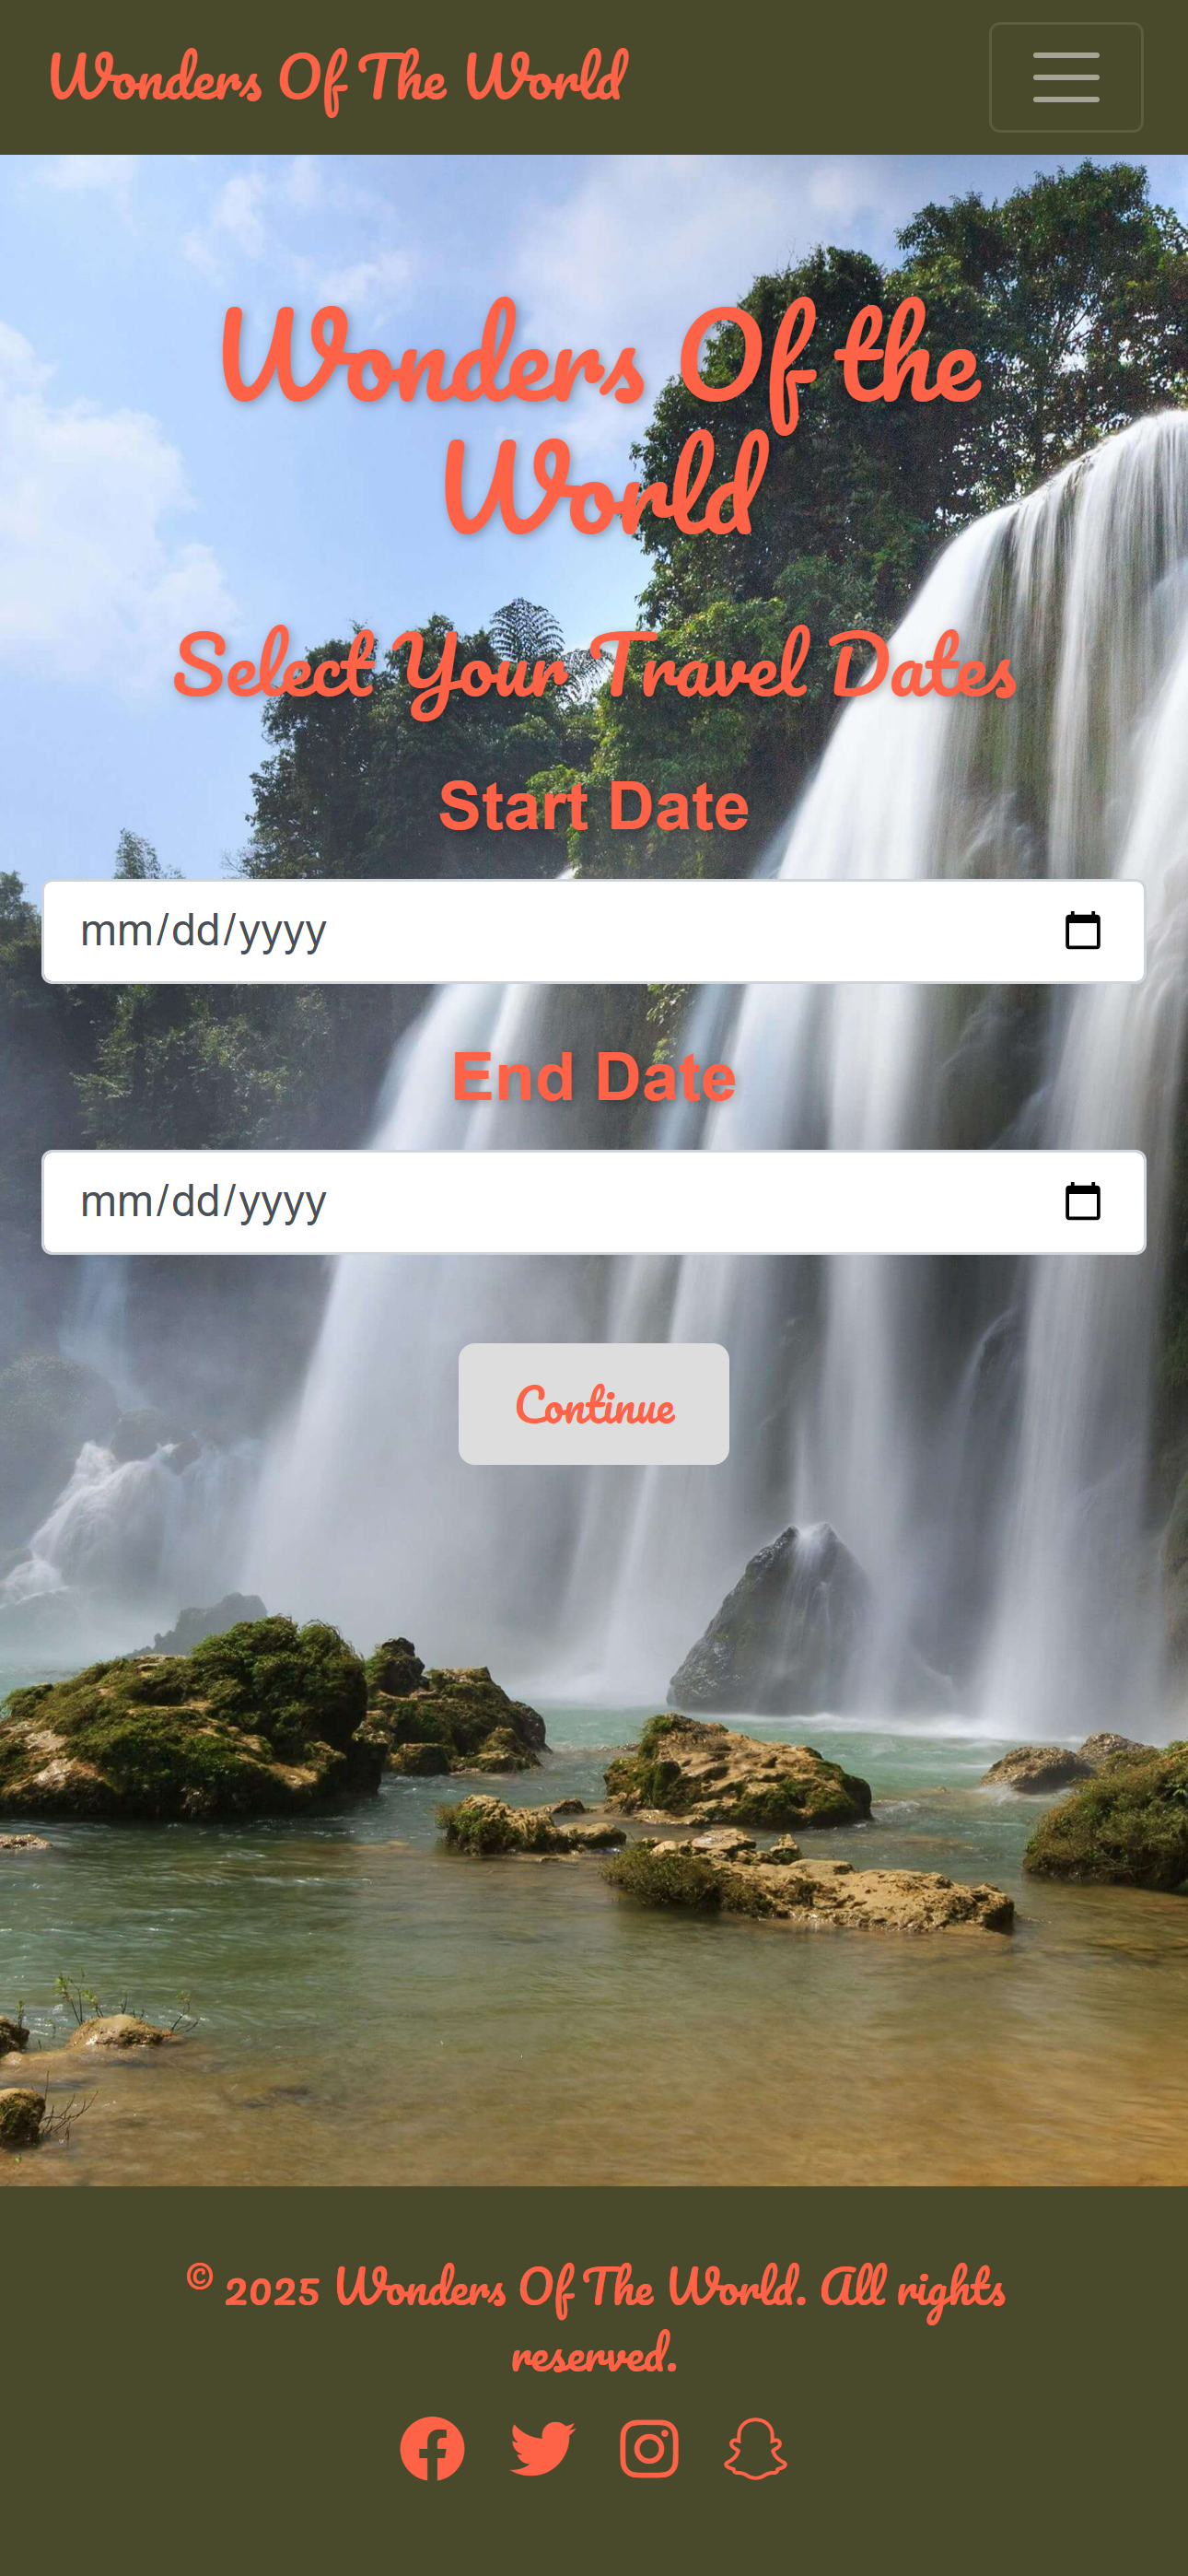 Wonders Of The World
Wonders Of the
World
Select Your Travel Dates
Start Date
mm/dd/yyyy
End Date
mm/dd/yyyy
Continue
© 2025 Wonders Of The World. All rights
reserved.